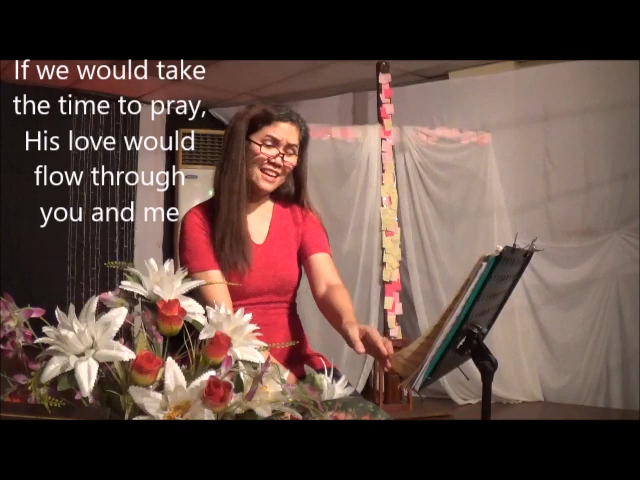 If we would take
the time to pray,
His love would
flow through
you and me